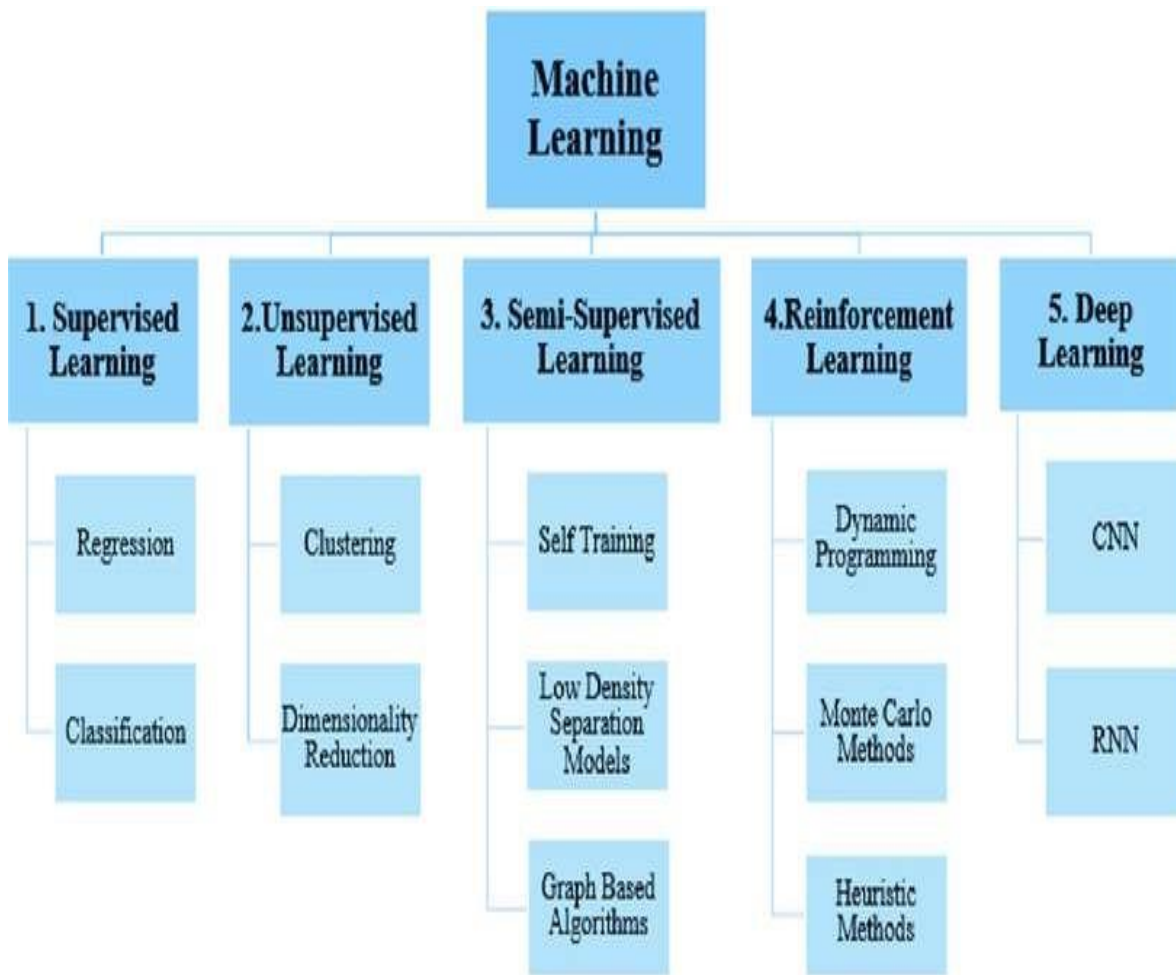 Machine
Learning
1. Supervised
Learning
Regression
Classification
2.Unsupervised
Learning
Clustering
Dimensionality
Reduction
3. Semi-Supervised
Learning
Self Training
Low Density
Separation
Models
Graph Based
Algorithms
4.Reinforcement
Learning
Dynamic
Programming
Monte Carlo
Methods
Heuristic
Methods
5. Deep
Learning
CNN
RNN